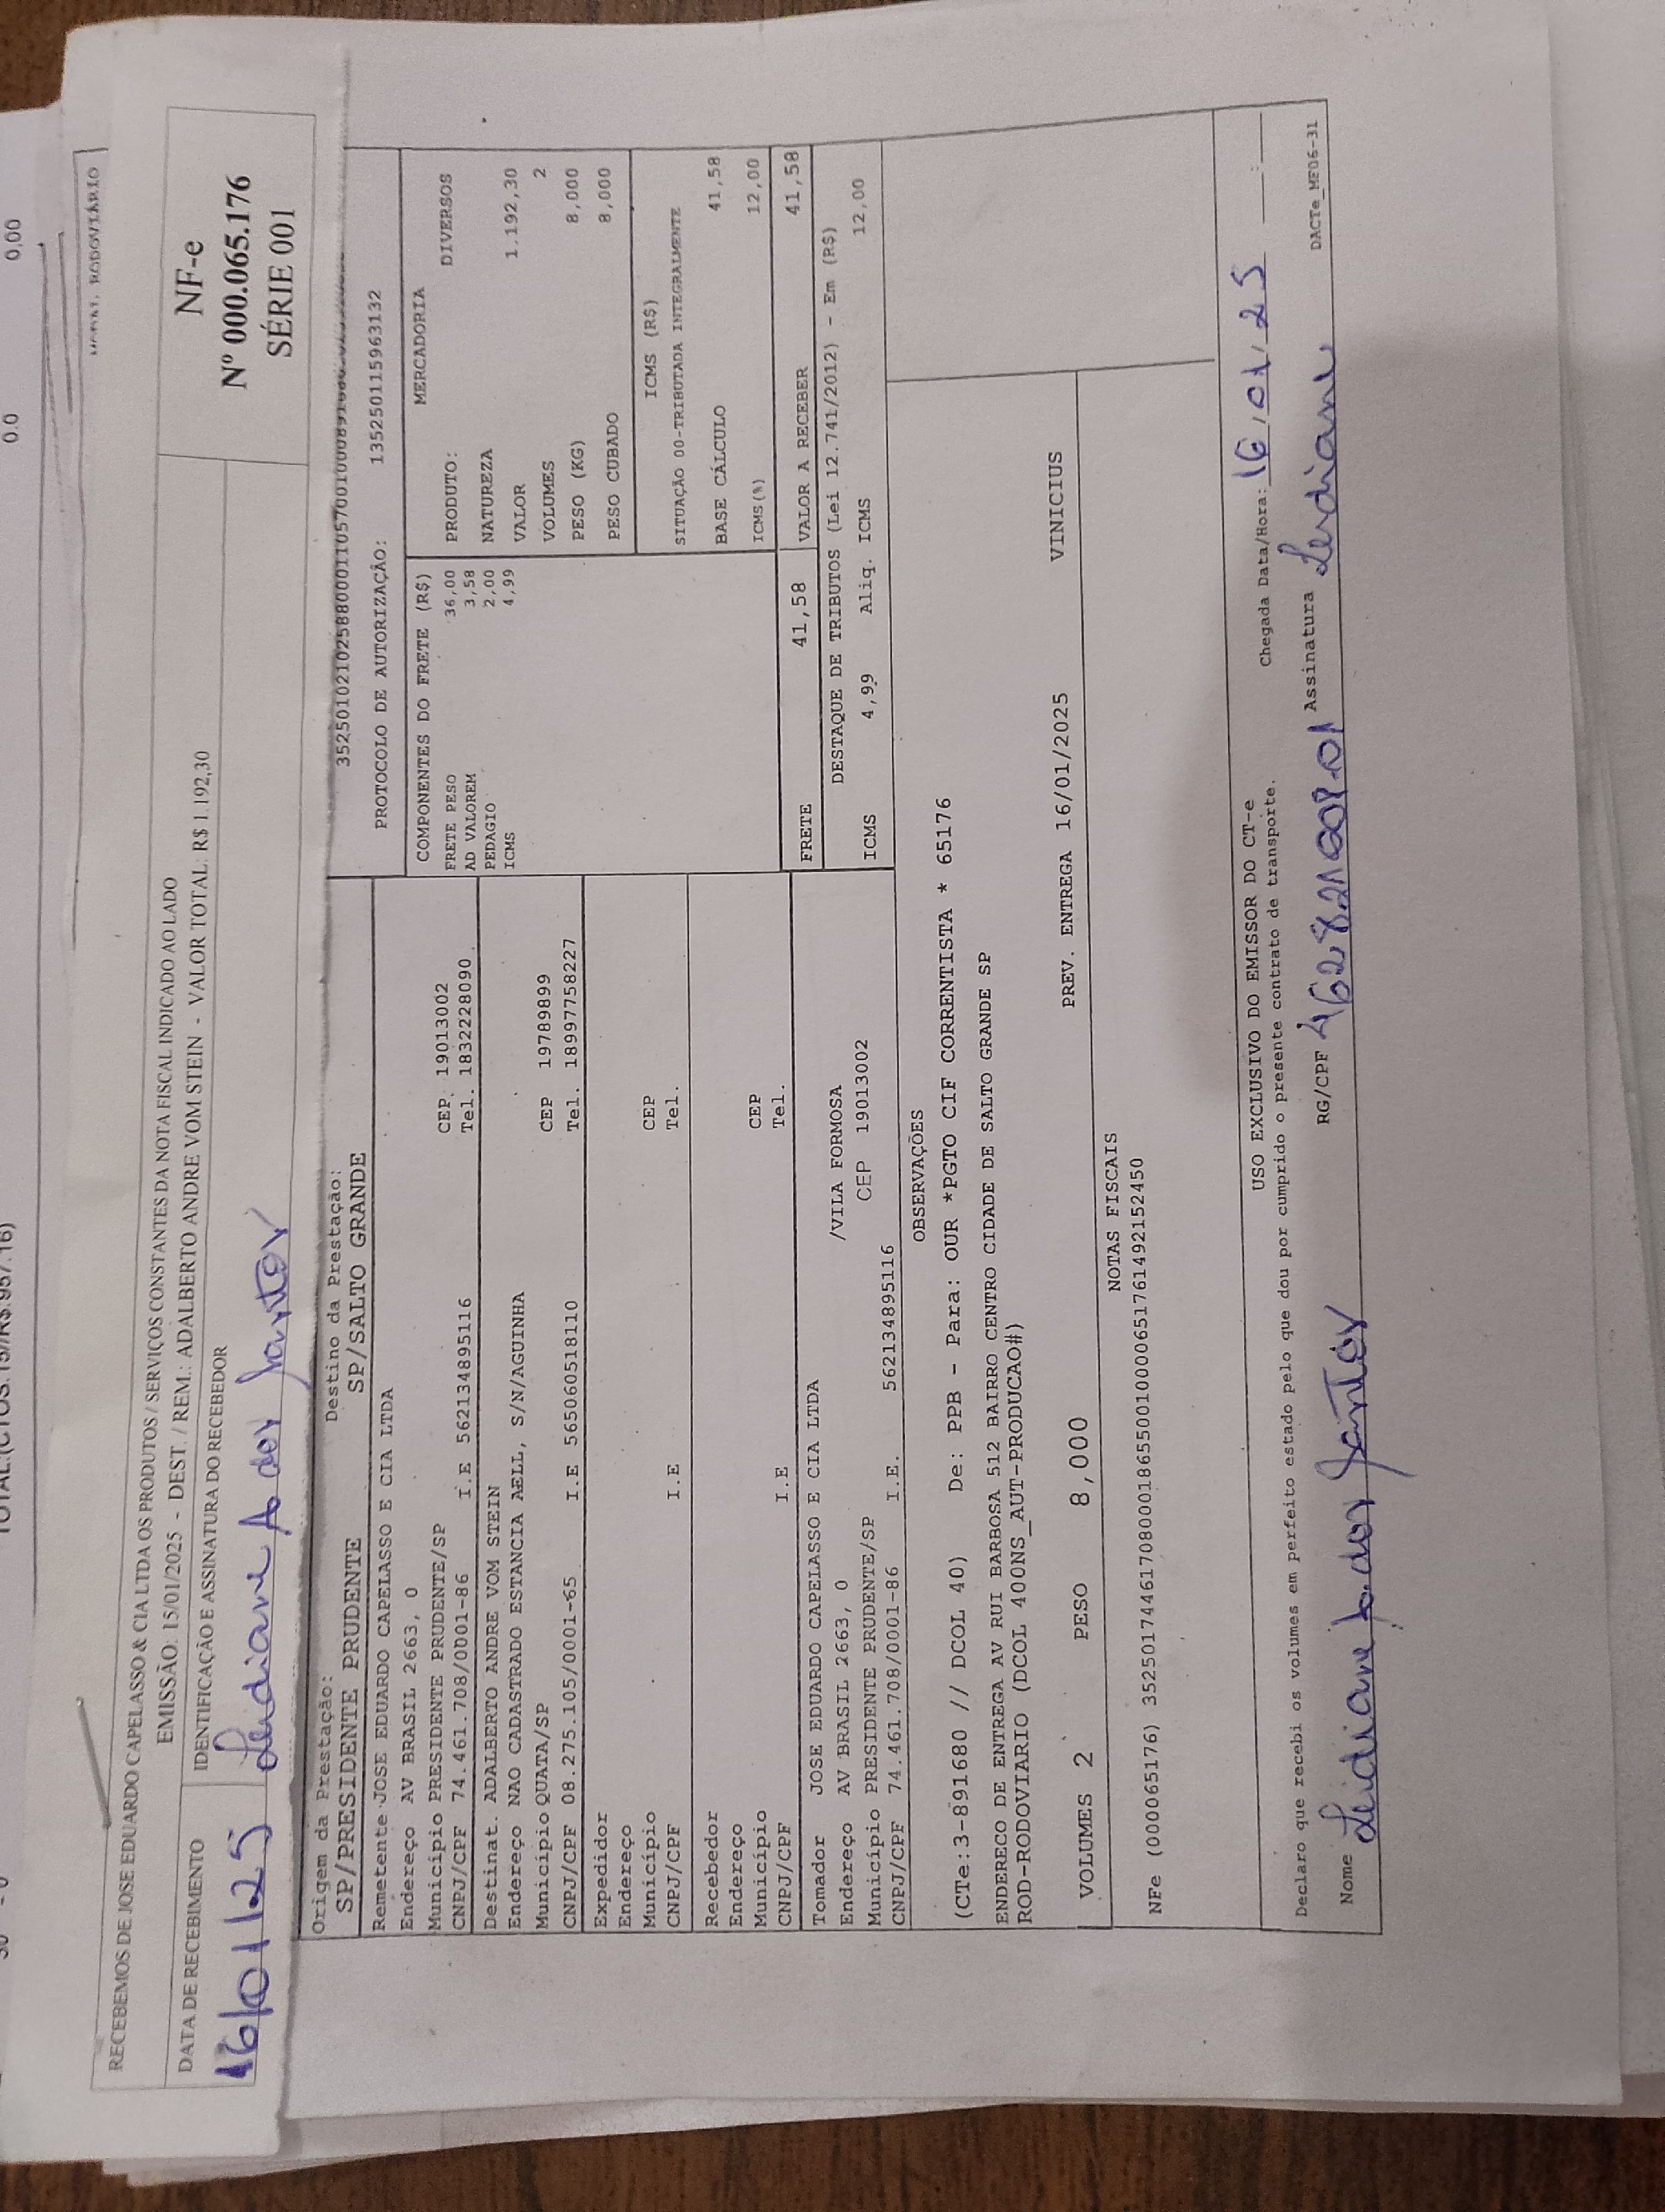 0.0 0,00
MODAL RODOVIÁRIO
RECEBEMOS DE JOSE EDUARDO CAPELASSO & CIA LTDA OS PRODUTOS / SERVIÇOS CONSTANTES DA NOTA FISCAL INDICADO AO LADO
EMISSÃO: 15/01/2025 - DEST. / REM.: ADALBERTO ANDRE VOM STEIN - VALOR TOTAL: R$ 1.192,30
DATA DE RECEBIMENTO
16/01/25
IDENTIFICAÇÃO E ASSINATURA DO RECEBEDOR
Leidiane A dos Santos
NF-e
Nº 000.065.176
SÉRIE 001
Origem da Prestação:
SP/PRESIDENTE PRUDENTE
Destino da Prestação:
SP/SALTO GRANDE
PROTOCOLO DE AUTORIZAÇÃO: 135250115963132
Remetente JOSE EDUARDO CAPELASSO E CIA LTDA
Endereço AV BRASIL 2663, 0
Município PRESIDENTE PRUDENTE/SP CEP 19013002
CNPJ/CPF 74.461.708/0001-86 I.E 562134895116 Tel. 1832228090
Destinat. ADALBERTO ANDRE VOM STEIN
Endereço NAO CADASTRADO ESTANCIA AELL, S/N/AGUINHA
Município QUATA/SP CEP 19789899
CNPJ/CPF 08.275.105/0001-65 I.E 565060518110 Tel. 18997758227
Expedidor
Endereço
Município CEP
CNPJ/CPF I.E Tel.
Recebedor
Endereço
Município CEP
CNPJ/CPF I.E Tel.
Tomador JOSE EDUARDO CAPELASSO E CIA LTDA
Endereço AV BRASIL 2663, 0 /VILA FORMOSA
Município PRESIDENTE PRUDENTE/SP CEP 19013002
CNPJ/CPF 74.461.708/0001-86 I.E. 562134895116
COMPONENTES DO FRETE (R$)
FRETE PESO 36,00
AD VALOREM 3,58
PEDAGIO 2,00
ICMS 4,99
MERCADORIA
PRODUTO: DIVERSOS
NATUREZA
VALOR 1.192,30
VOLUMES 2
PESO (KG) 8,000
PESO CUBADO 8,000
ICMS (R$)
SITUAÇÃO 00-TRIBUTADA INTEGRALMENTE
BASE CÁLCULO 41,58
ICMS(%) 12,00
FRETE 41,58 VALOR A RECEBER 41,58
DESTAQUE DE TRIBUTOS (Lei 12.741/2012) - Em (R$)
ICMS 4,99 Aliq. ICMS 12,00
OBSERVAÇÕES
(CTe:3-891680 // DCOL 40) De: PPB - Para: OUR *PGTO CIF CORRENTISTA * 65176
ENDERECO DE ENTREGA AV RUI BARBOSA 512 BAIRRO CENTRO CIDADE DE SALTO GRANDE SP
ROD-RODOVIARIO (DCOL 400NS_AUT-PRODUCAO#)
VOLUMES 2 PESO 8,000 PREV. ENTREGA 16/01/2025 VINICIUS
NOTAS FISCAIS
NFe (000065176) 35250174461708000186550010000651761492152450
USO EXCLUSIVO DO EMISSOR DO CT-e
Declaro que recebi os volumes em perfeito estado pelo que dou por cumprido o presente contrato de transporte.
Chegada Data/Hora: 16/01/25 ___:___
Nome Leidiane A. dos Santos RG/CPF Assinatura Leidiane
DACTe_ME06-31